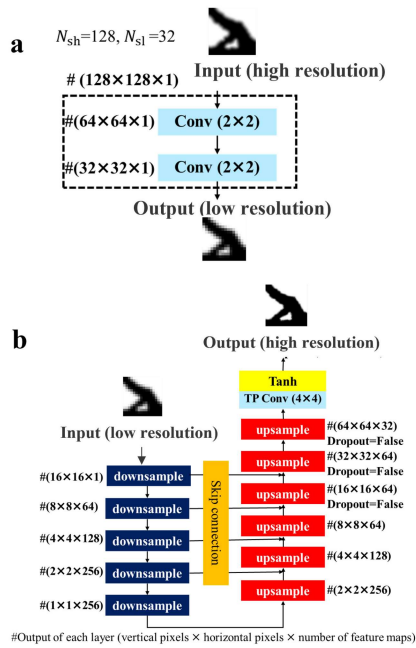 a
N_sh=128, N_sl=32
Input (high resolution)
# (128×128×1)
#(64×64×1) Conv (2×2)
#(32×32×1) Conv (2×2)
Output (low resolution)
b
Output (high resolution)
Tanh
TP Conv (4×4)
Input (low resolution)
upsample #(64×64×32)
Dropout=False
upsample #(32×32×64)
Dropout=False
upsample #(16×16×64)
Dropout=False
upsample #(8×8×64)
upsample #(4×4×128)
upsample #(2×2×256)
Skip connection
#(16×16×1) downsample
#(8×8×64) downsample
#(4×4×128) downsample
#(2×2×256) downsample
#(1×1×256) downsample
#Output of each layer (vertical pixels × horizontal pixels × number of feature maps)